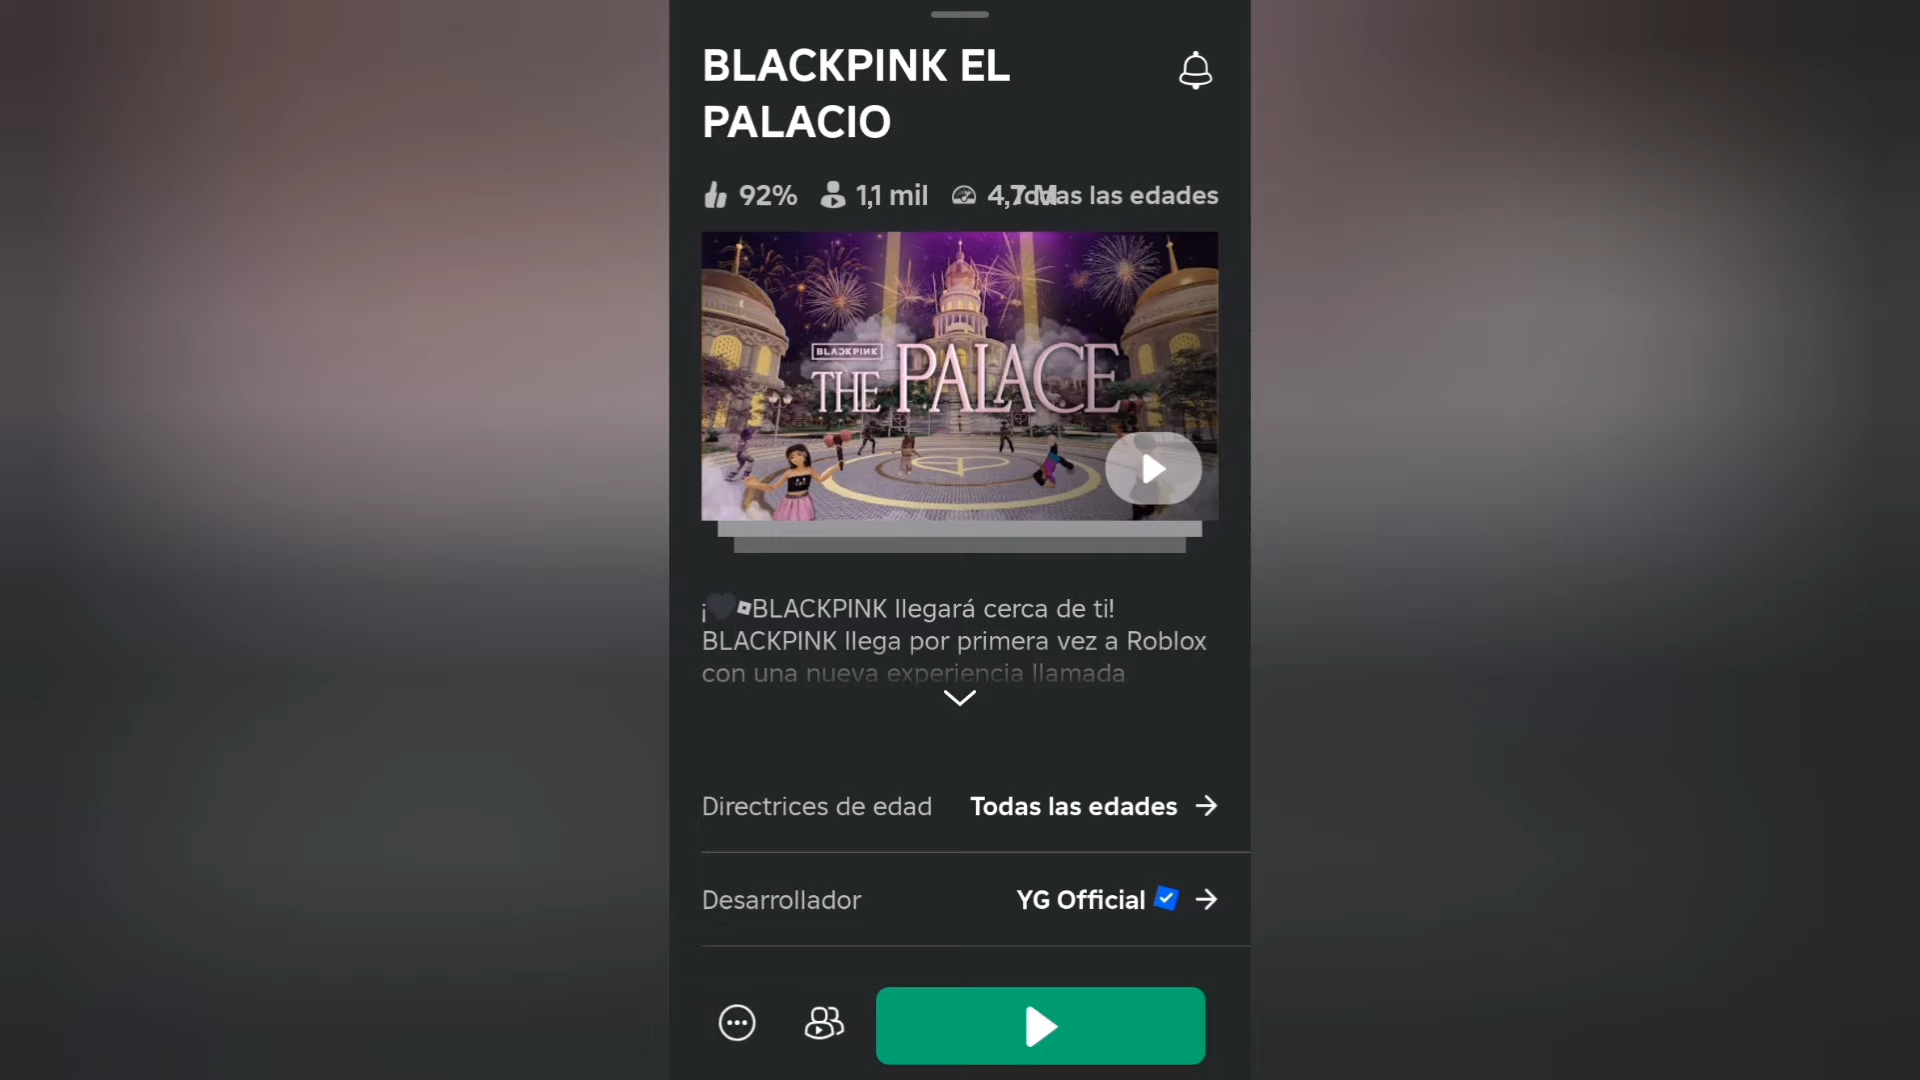 BLACKPINK EL
PALACIO
92% 1,1 mil 4,7 M Todas las edades
BLACKPINK
THE PALACE
¡🖤BLACKPINK llegará cerca de ti!
BLACKPINK llega por primera vez a Roblox
con una nueva experiencia llamada
Directrices de edad Todas las edades
Desarrollador YG Official